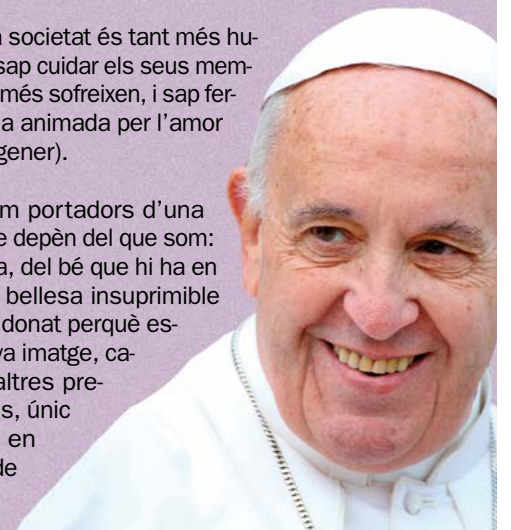 societat és tant més hu-
sap cuidar els seus mem-
més sofreixen, i sap fer-
a animada per l’amor
gener).
m portadors d’una
e depèn del que som:
a, del bé que hi ha en
bellesa insuprimible
donat perquè es-
va imatge, ca-
altres pre-
s, únic
en
de